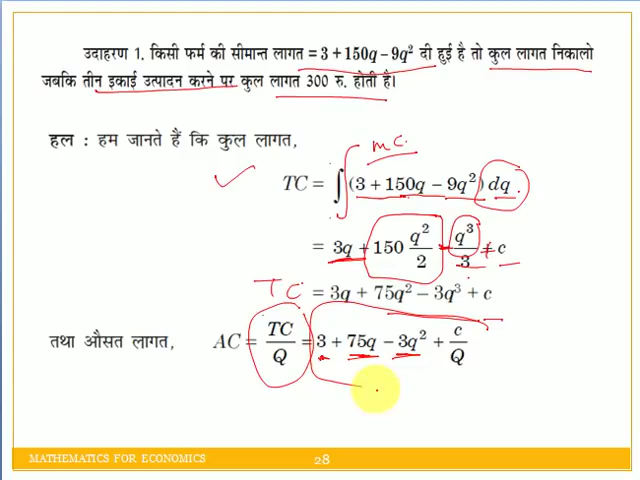 उदाहरण 1. किसी फर्म की सीमान्त लागत = 3 + 150q – 9q² दी हुई है तो कुल लागत निकालो
जबकि तीन इकाई उत्पादन करने पर कुल लागत 300 रु. होती है।
mc.
हल : हम जानते हैं कि कुल लागत,
TC = ∫ (3 + 150q – 9q²) dq.
= 3q + 150 q²/2 – q³/3 + c
TC = 3q + 75q² – 3q³ + c
तथा औसत लागत, AC = TC/Q = 3 + 75q – 3q² + c/Q
MATHEMATICS FOR ECONOMICS 28